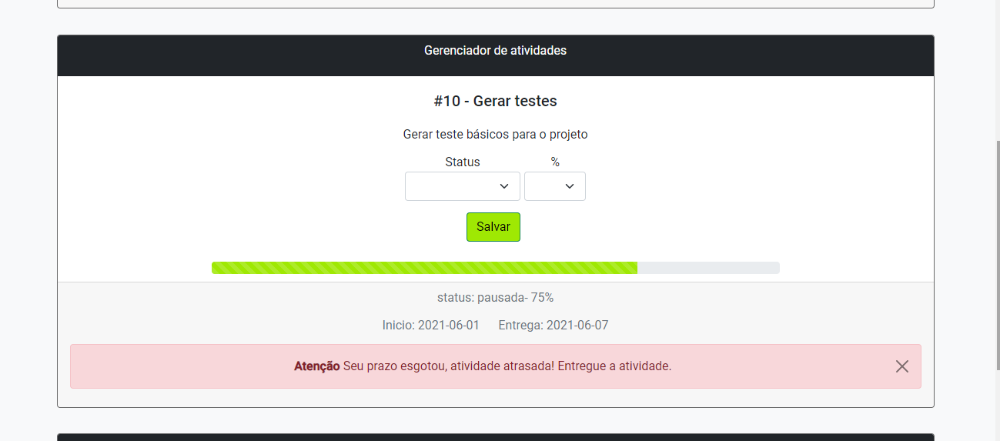 Gerenciador de atividades
#10 - Gerar testes
Gerar teste básicos para o projeto
Status %
Salvar
status: pausada- 75%
Inicio: 2021-06-01 Entrega: 2021-06-07
Atenção Seu prazo esgotou, atividade atrasada! Entregue a atividade.